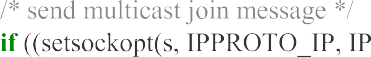 /* send multicast join message */
if ((setsockopt(s, IPPROTO_IP, IP